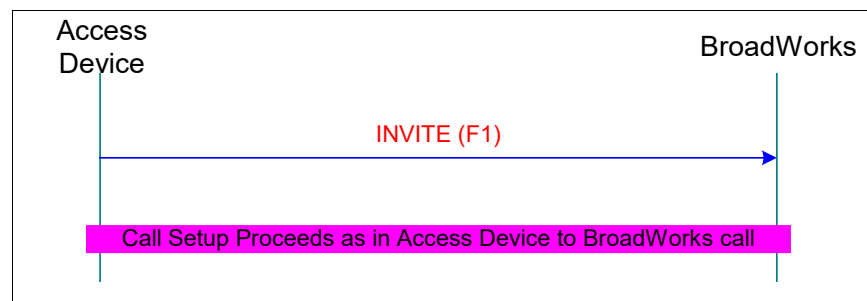 Access
Device
BroadWorks
INVITE (F1)
Call Setup Proceeds as in Access Device to BroadWorks call